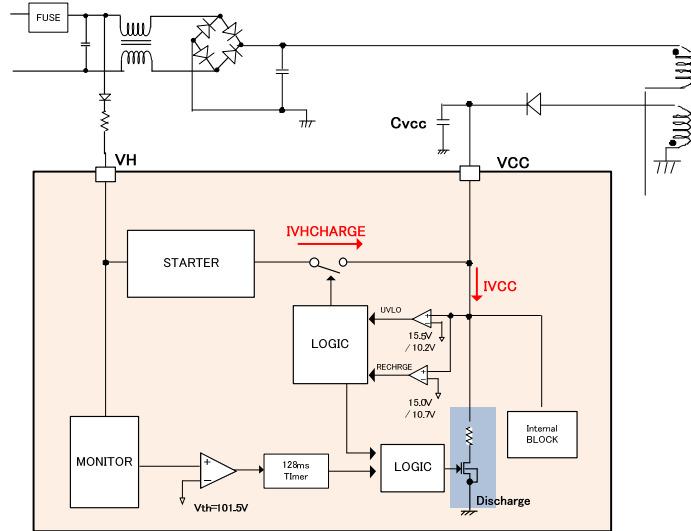 FUSE
Cvcc
VH
VCC
IVHCHARGE
STARTER
IVCC
UVLO
15.5V
/ 10.2V
LOGIC
RECHRGE
15.0V
/ 10.7V
MONITOR
Vth=101.5V
128ms
TImer
LOGIC
Internal
BLOCK
Discharge